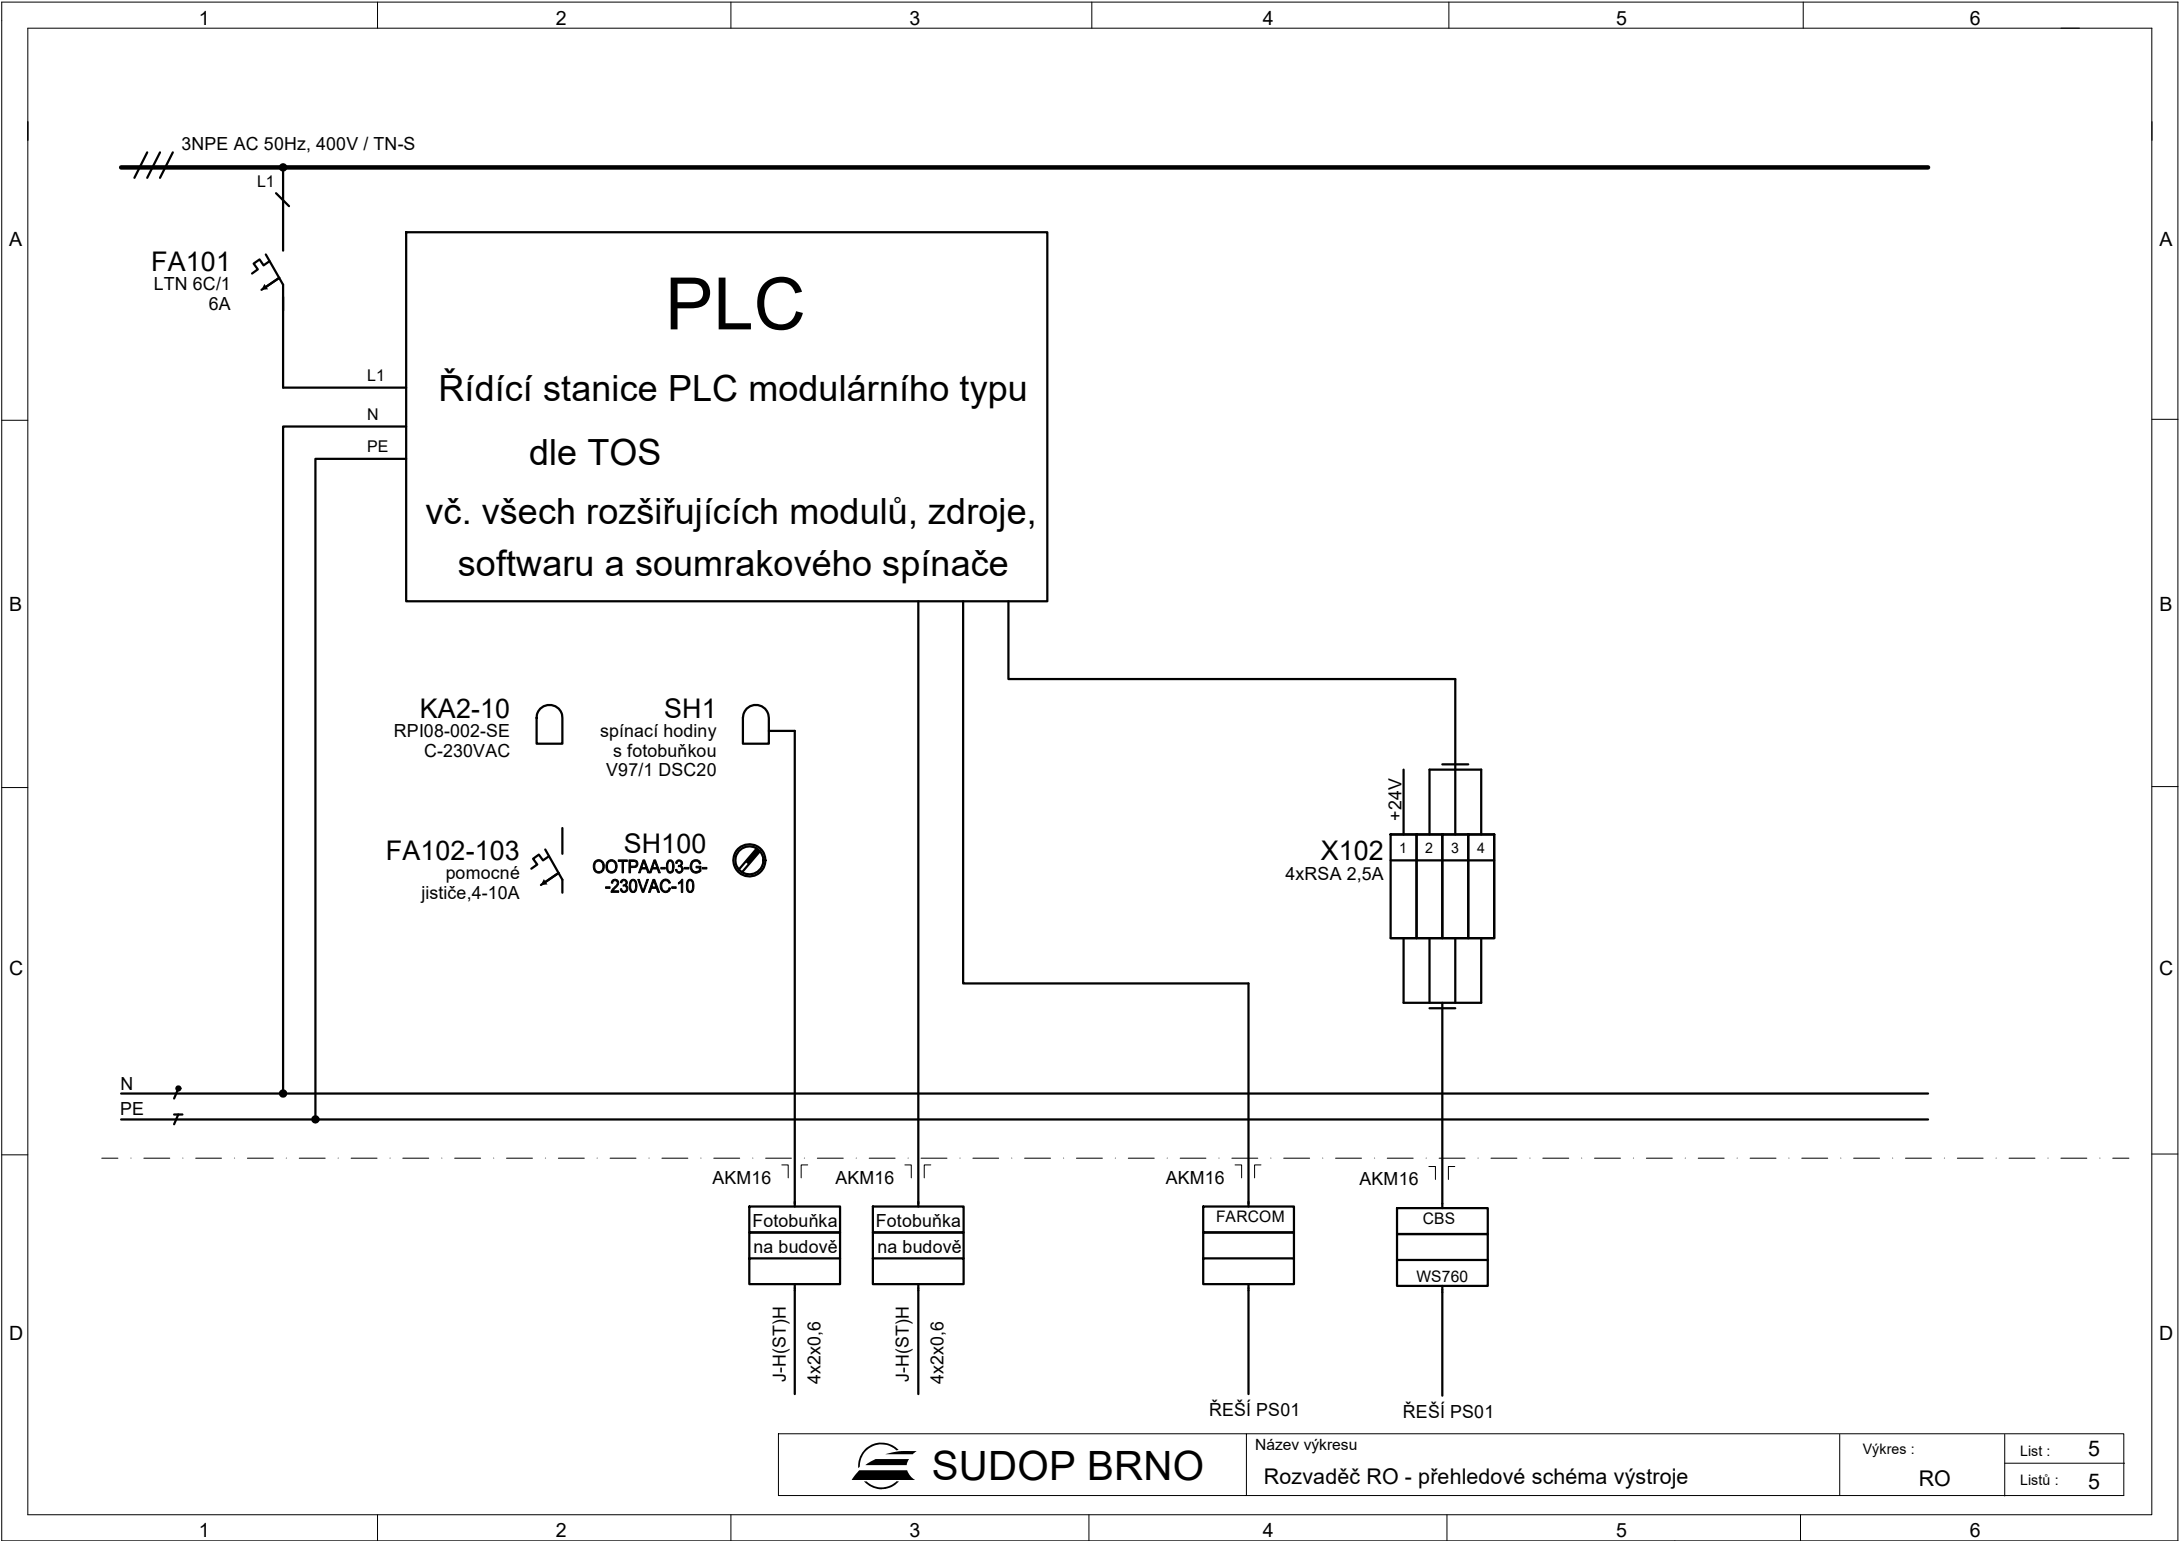 1 2 3 4 5 6
3NPE AC 50Hz, 400V / TN-S
L1
A A
FA101
LTN 6C/1
6A
PLC
Řídící stanice PLC modulárního typu
dle TOS
vč. všech rozšiřujících modulů, zdroje,
softwaru a soumrakového spínače
L1
N
PE
B B
KA2-10
RPI08-002-SE
C-230VAC
SH1
spínací hodiny
s fotobuňkou
V97/1 DSC20
FA102-103
pomocné
jističe,4-10A
SH100
OOTPAA-03-G-
-230VAC-10
+24V
X102
4xRSA 2,5A
1 2 3 4
C C
N
PE
AKM16 AKM16 AKM16 AKM16
Fotobuňka
na budově
Fotobuňka
na budově
FARCOM
CBS
WS760
J-H(ST)H
4x2x0,6
J-H(ST)H
4x2x0,6
D D
ŘEŠÍ PS01 ŘEŠÍ PS01
SUDOP BRNO
Název výkresu
Rozvaděč RO - přehledové schéma výstroje
Výkres :
RO
List : 5
Listů : 5
1 2 3 4 5 6